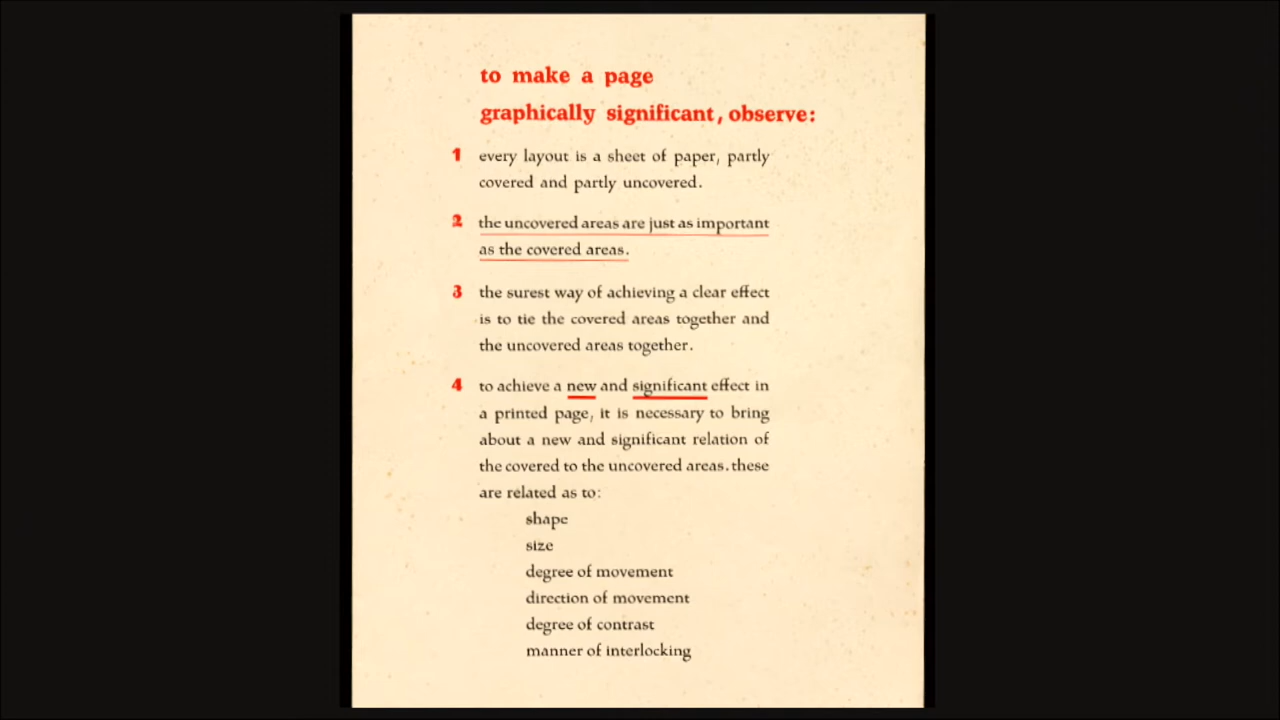 to make a page
graphically significant, observe:
1 every layout is a sheet of paper, partly
covered and partly uncovered.
2 the uncovered areas are just as important
as the covered areas.
3 the surest way of achieving a clear effect
is to tie the covered areas together and
the uncovered areas together.
4 to achieve a new and significant effect in
a printed page, it is necessary to bring
about a new and significant relation of
the covered to the uncovered areas. these
are related as to:
shape
size
degree of movement
direction of movement
degree of contrast
manner of interlocking